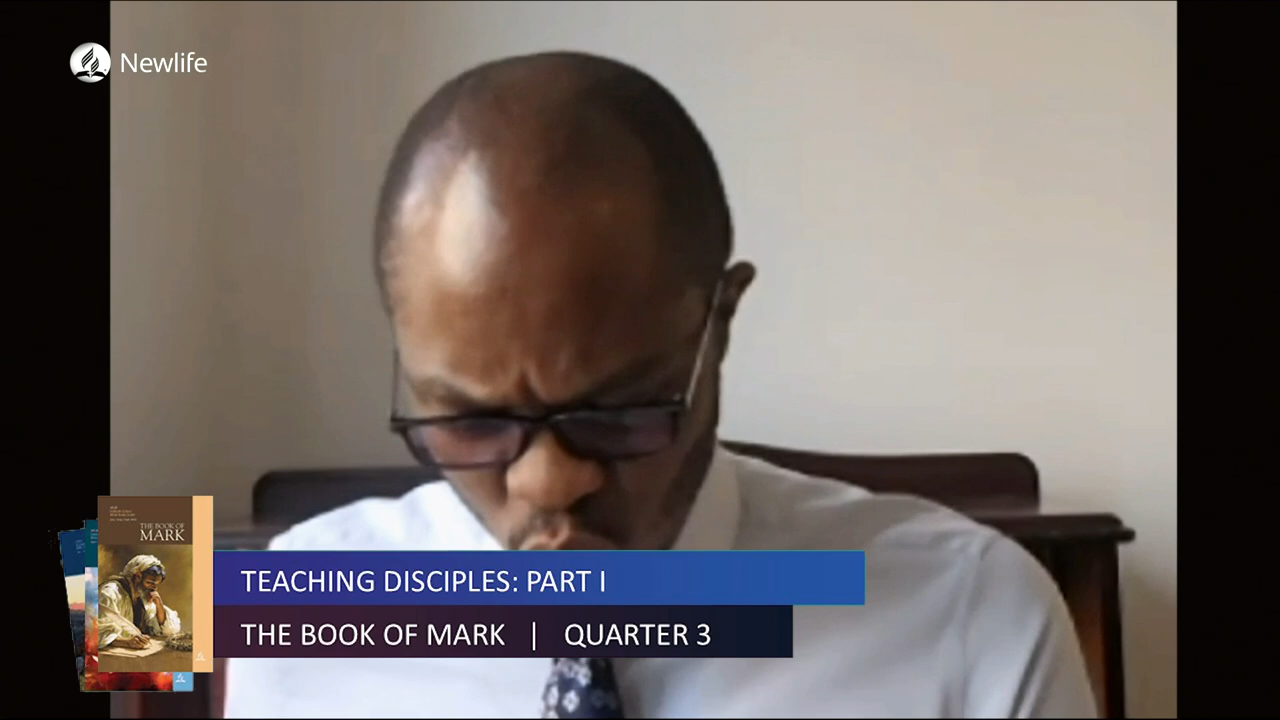 Newlife
THE BOOK OF
MARK
TEACHING DISCIPLES: PART I
THE BOOK OF MARK | QUARTER 3